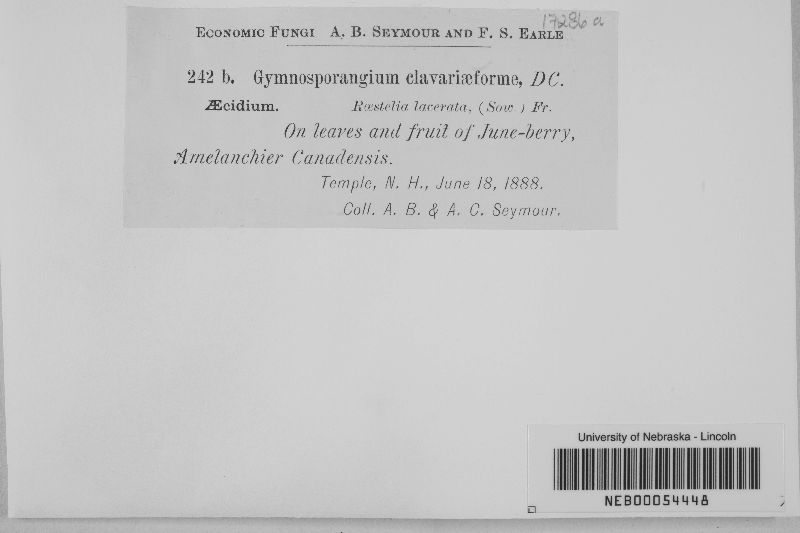 17286 a
Economic Fungi A. B. Seymour and F. S. Earle
242 b. Gymnosporangium clavariæforme, DC.
Æcidium. Rœstelia lacerata, (Sow ) Fr.
On leaves and fruit of June-berry,
Amelanchier Canadensis.
Temple, N. H., June 18, 1888.
Coll. A. B. & A. C. Seymour.
University of Nebraska - Lincoln
NEB00054448